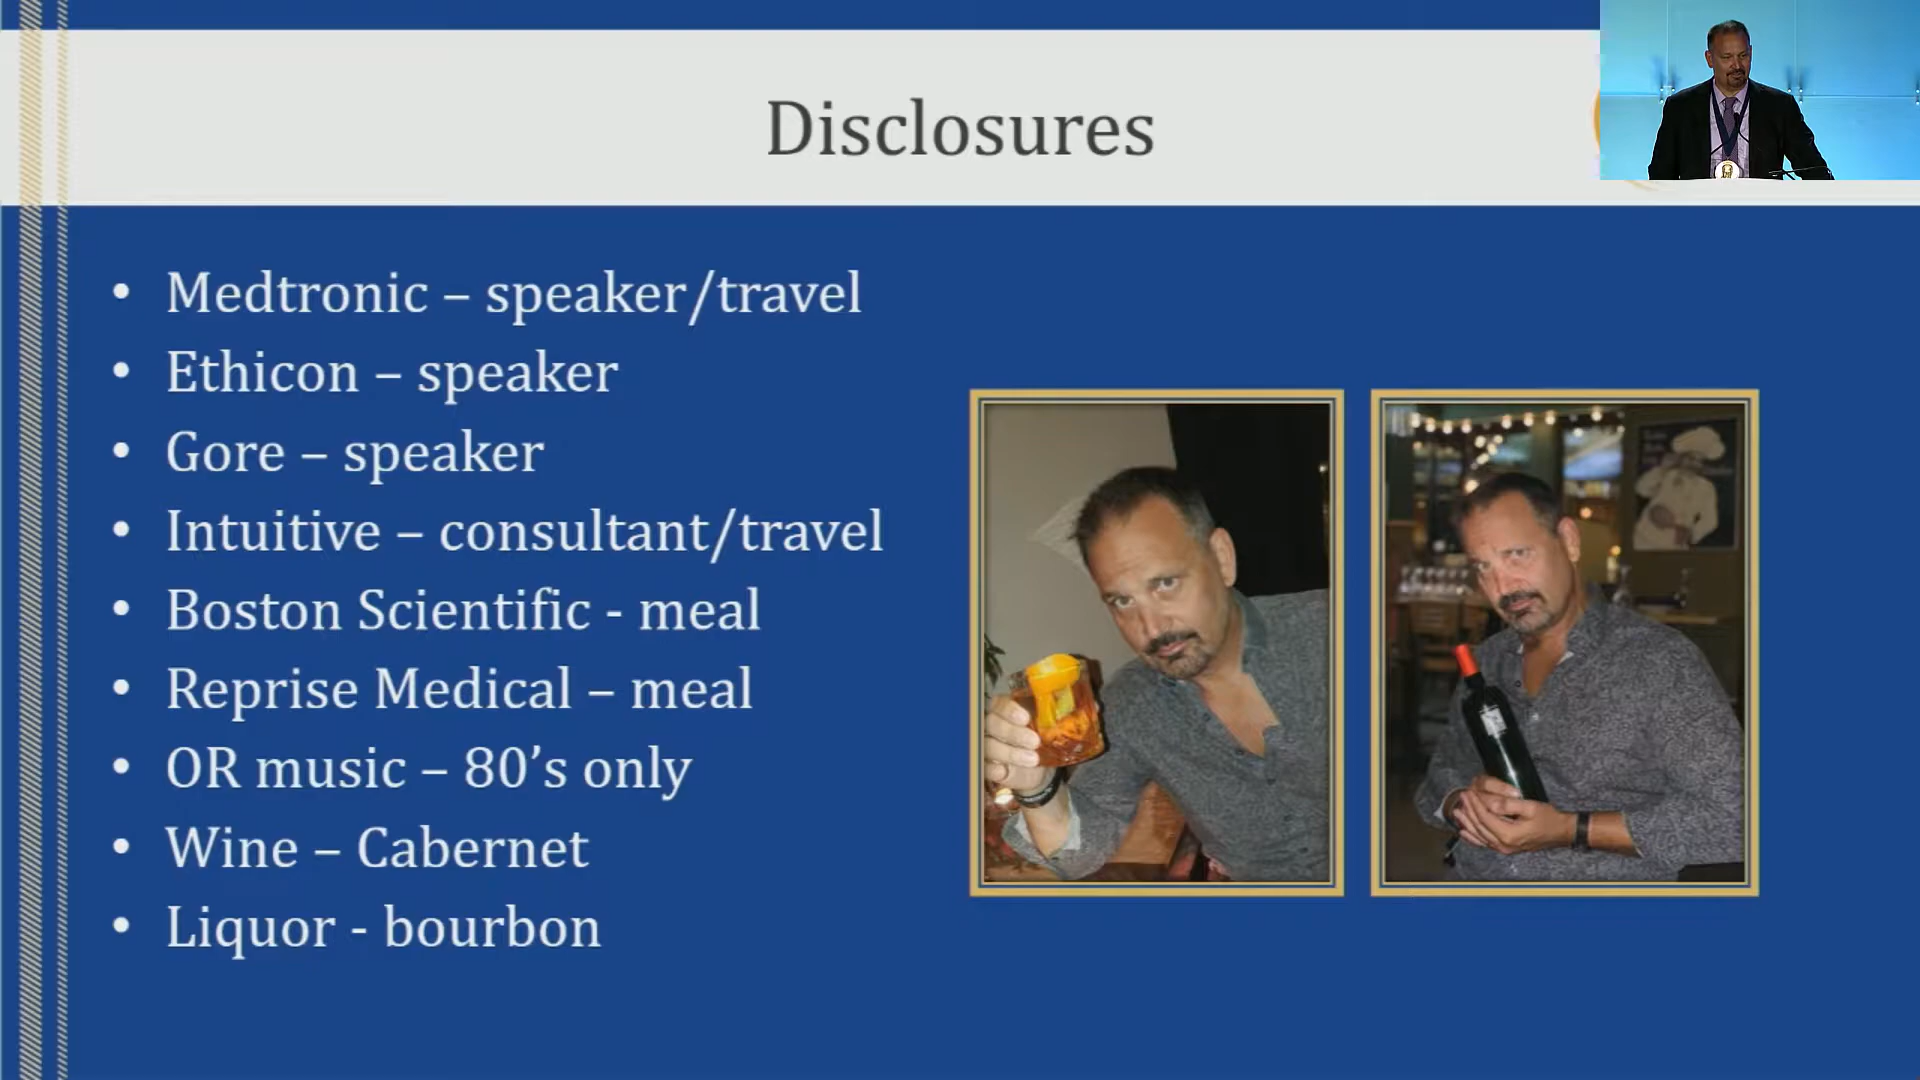 Disclosures
• Medtronic – speaker/travel
• Ethicon – speaker
• Gore – speaker
• Intuitive – consultant/travel
• Boston Scientific - meal
• Reprise Medical – meal
• OR music – 80’s only
• Wine – Cabernet
• Liquor - bourbon